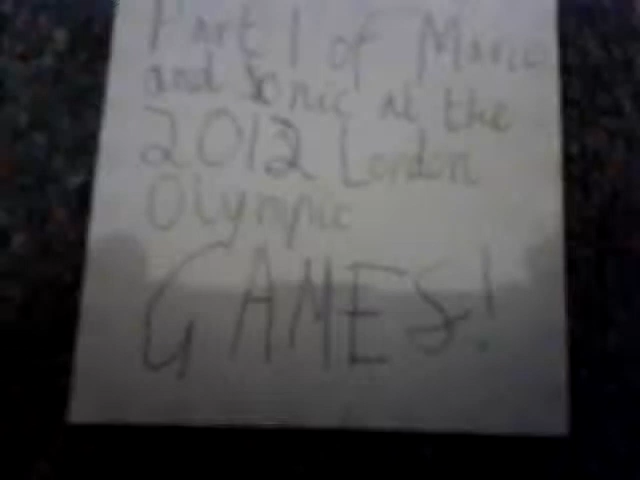 Part 1 of Mario
and Sonic at the
2012 London
Olympic
GAMES!